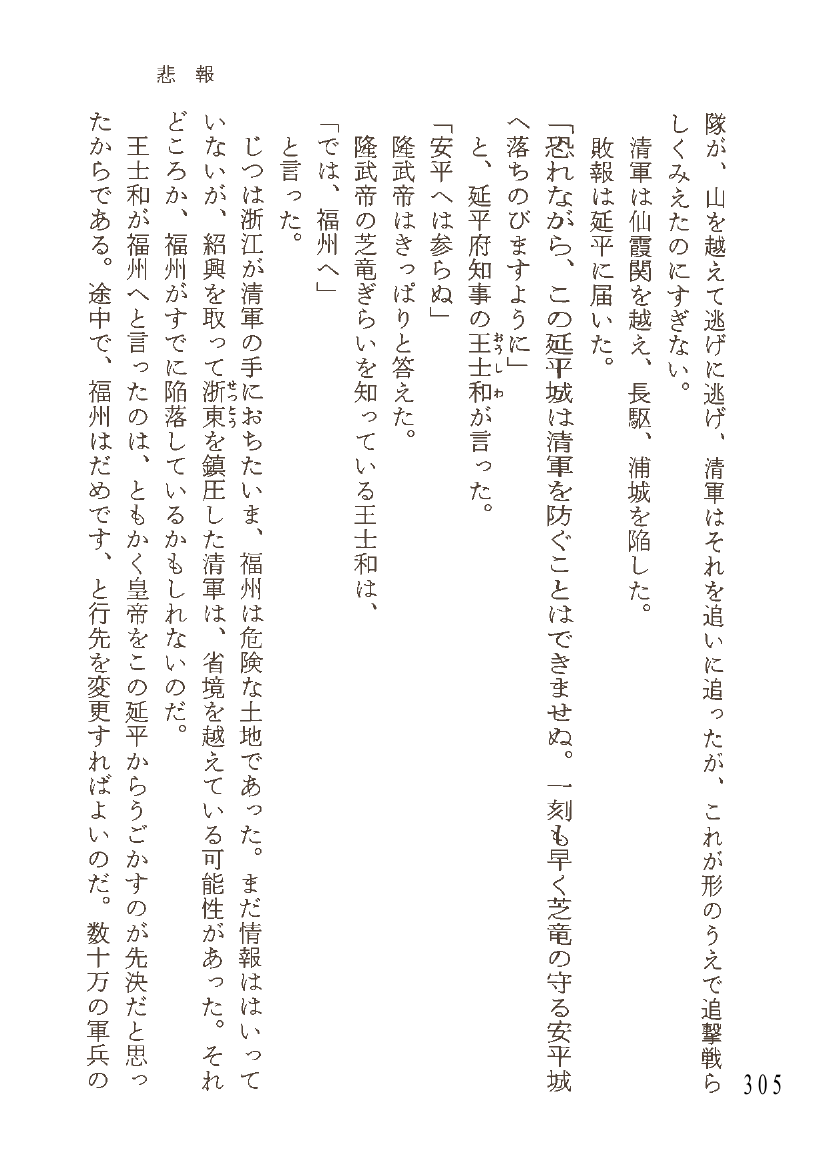 悲報
隊が、山を越えて逃げに逃げ、清軍はそれを追いに追ったが、これが形のうえで追撃戦ら
しくみえたのにすぎない。
清軍は仙霞関を越え、長駆、浦城を陥した。
敗報は延平に届いた。
「恐れながら、この延平城は清軍を防ぐことはできませぬ。一刻も早く芝竜の守る安平城
へ落ちのびますように」
と、延平府知事の王士和が言った。
おうしわ
「安平へは参らぬ」
隆武帝はきっぱりと答えた。
隆武帝の芝竜ぎらいを知っている王士和は、
「では、福州へ」
と言った。
じつは浙江が清軍の手におちたいま、福州は危険な土地であった。まだ情報ははいって
いないが、紹興を取って浙東を鎮圧した清軍は、省境を越えている可能性があった。それ
せっとう
どころか、福州がすでに陥落しているかもしれないのだ。
王士和が福州へと言ったのは、ともかく皇帝をこの延平からうごかすのが先決だと思っ
たからである。途中で、福州はだめです、と行先を変更すればよいのだ。数十万の軍兵の
305